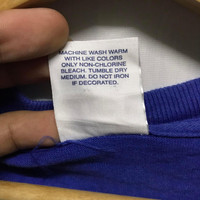 MACHINE WASH WARM
WITH LIKE COLORS
ONLY NON-CHLORINE
BLEACH. TUMBLE DRY
MEDIUM. DO NOT IRON
IF DECORATED.